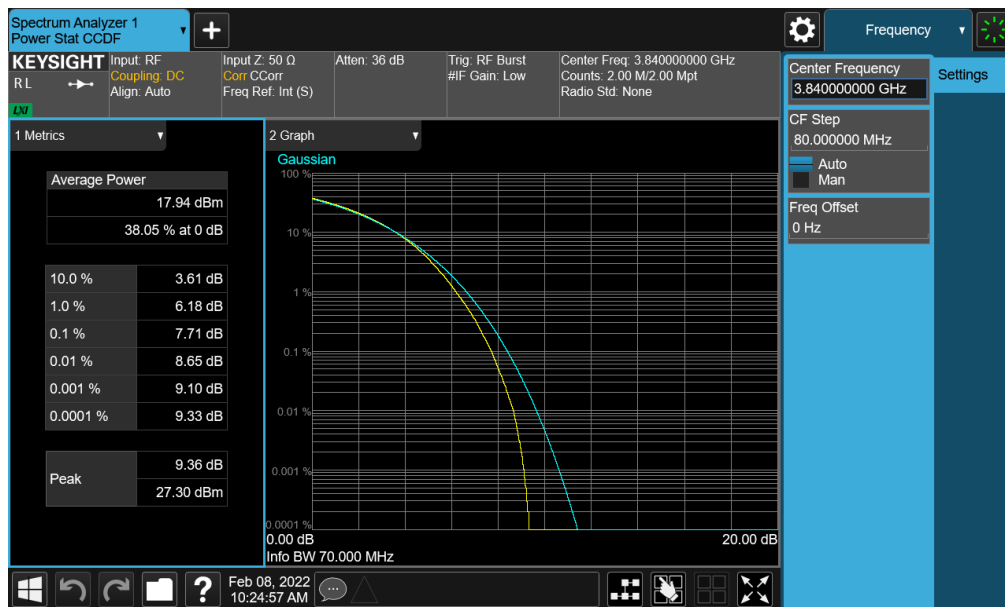 Spectrum Analyzer 1
Power Stat CCDF
Frequency
KEYSIGHT
R L
LXI
Input: RF
Coupling: DC
Align: Auto
Input Z: 50 Ω
Corr CCorr
Freq Ref: Int (S)
Atten: 36 dB
Trig: RF Burst
#IF Gain: Low
Center Freq: 3.840000000 GHz
Counts: 2.00 M/2.00 Mpt
Radio Std: None
Center Frequency
3.840000000 GHz
Settings
CF Step
80.000000 MHz
Auto
Man
Freq Offset
0 Hz
1 Metrics
Average Power
17.94 dBm
38.05 % at 0 dB
10.0 % 3.61 dB
1.0 % 6.18 dB
0.1 % 7.71 dB
0.01 % 8.65 dB
0.001 % 9.10 dB
0.0001 % 9.33 dB
Peak
9.36 dB
27.30 dBm
2 Graph
Gaussian
100 %
10 %
1 %
0.1 %
0.01 %
0.001 %
0.0001 %
0.00 dB 20.00 dB
Info BW 70.000 MHz
?
Feb 08, 2022
10:24:57 AM